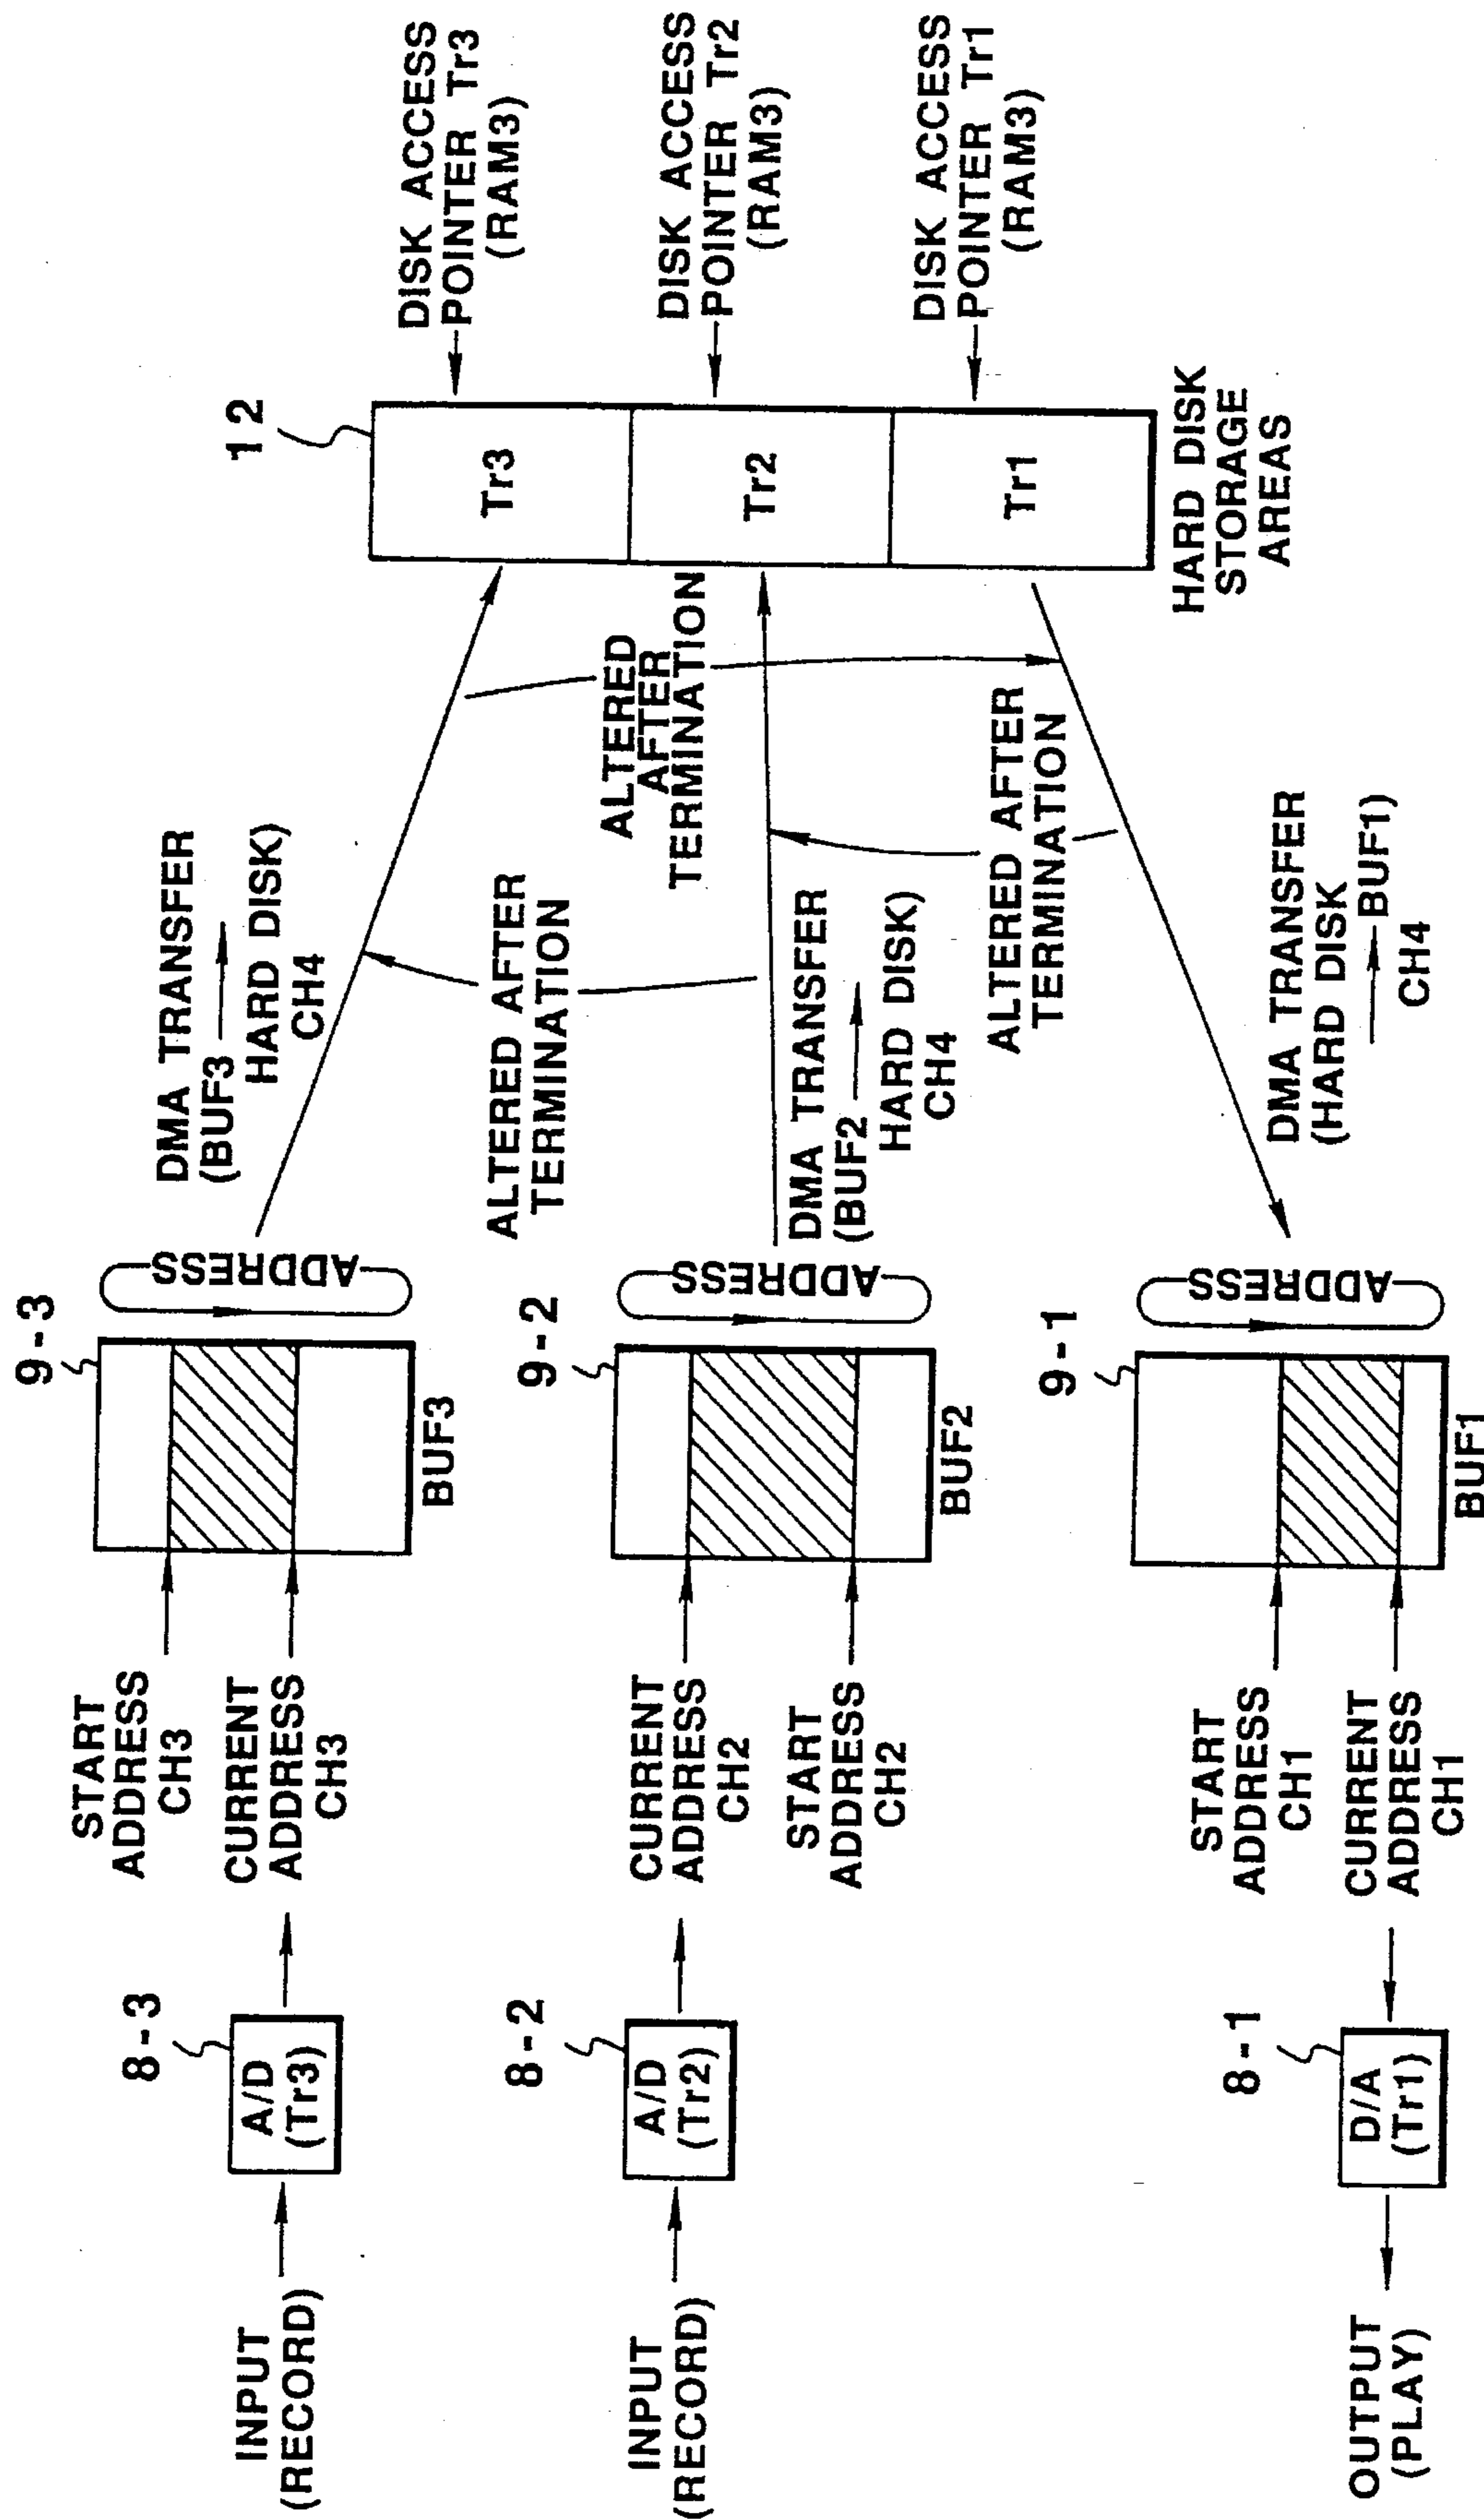 INPUT
(RECORD)
8-3
A/D
(Tr3)
START
ADDRESS
CH3
CURRENT
ADDRESS
CH3
9-3
BUF3
ADDRESS
DMA TRANSFER
(BUF3 →
HARD DISK)
CH4
INPUT
(RECORD)
8-2
A/D
(Tr2)
CURRENT
ADDRESS
CH2
START
ADDRESS
CH2
9-2
BUF2
ADDRESS
ALTERED AFTER
TERMINATION
DMA TRANSFER
(BUF2 →
HARD DISK)
CH4
ALTERED
AFTER
TERMINATION
OUTPUT
(PLAY)
8-1
D/A
(Tr1)
START
ADDRESS
CH1
CURRENT
ADDRESS
CH1
9-1
BUF1
ADDRESS
ALTERED AFTER
TERMINATION
DMA TRANSFER
(HARD DISK
→ BUF1)
CH4
12
Tr3
Tr2
Tr1
HARD DISK
STORAGE
AREAS
DISK ACCESS
POINTER Tr3
(RAM3)
DISK ACCESS
POINTER Tr2
(RAM3)
DISK ACCESS
POINTER Tr1
(RAM3)